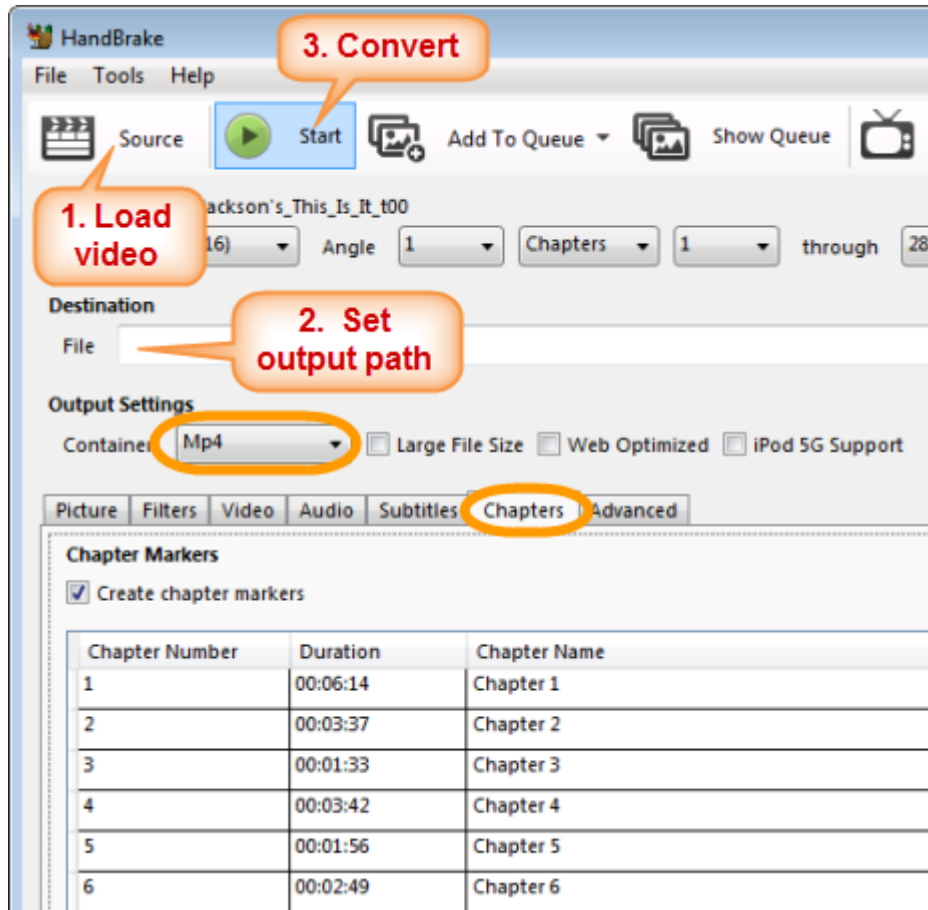 HandBrake
3. Convert
File Tools Help
Source Start Add To Queue Show Queue
1. Load
video
ackson's_This_Is_It_t00
16) Angle 1 Chapters 1 through 28
Destination
2. Set
output path
File
Output Settings
Container Mp4 Large File Size Web Optimized iPod 5G Support
Picture Filters Video Audio Subtitles Chapters Advanced
Chapter Markers
Create chapter markers
Chapter Number Duration Chapter Name
1 00:06:14 Chapter 1
2 00:03:37 Chapter 2
3 00:01:33 Chapter 3
4 00:03:42 Chapter 4
5 00:01:56 Chapter 5
6 00:02:49 Chapter 6